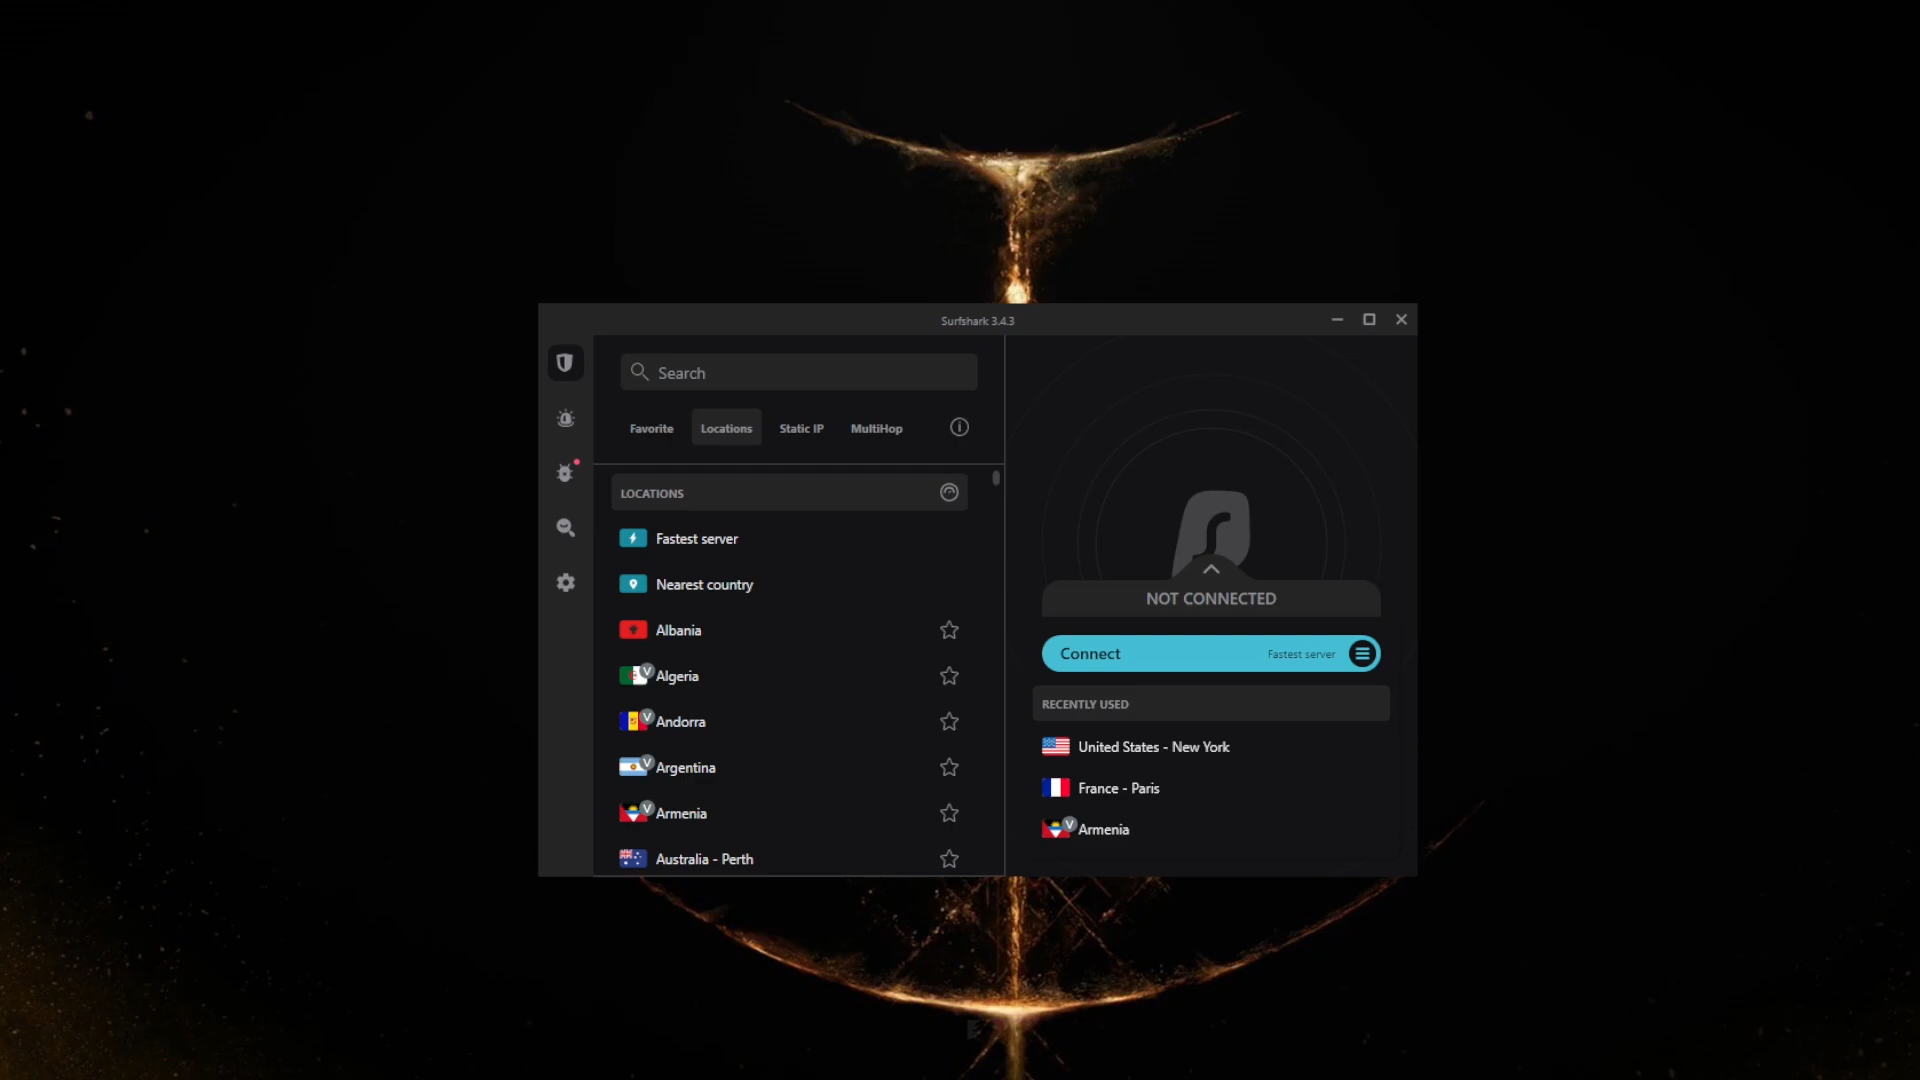 Surfshark 3.4.3
Search
Favorite
Locations
Static IP
MultiHop
LOCATIONS
Fastest server
Nearest country
Albania
V Algeria
V Andorra
V Argentina
V Armenia
Australia - Perth
NOT CONNECTED
Connect
Fastest server
RECENTLY USED
United States - New York
France - Paris
V Armenia